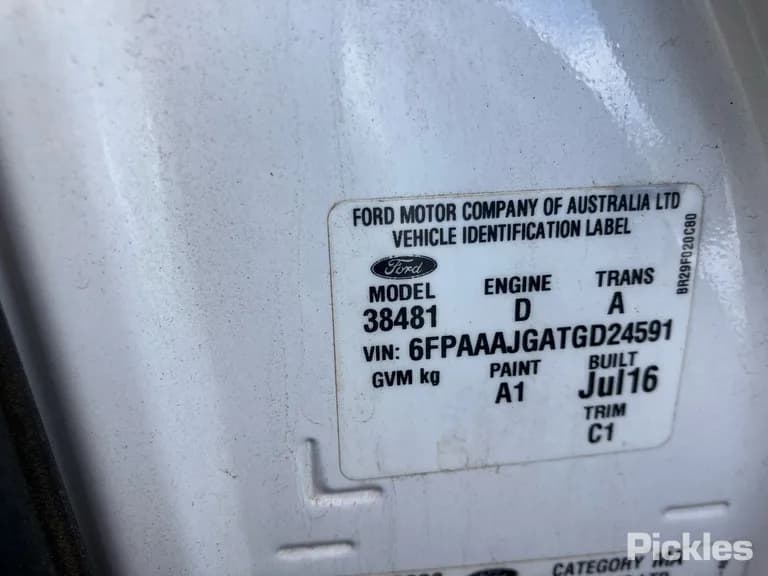 FORD MOTOR COMPANY OF AUSTRALIA LTD
VEHICLE IDENTIFICATION LABEL
BR29F020C80
Ford
MODEL ENGINE TRANS
38481 D A
VIN: 6FPAAAJGATGD24591
GVM kg PAINT BUILT
A1 Jul16
TRIM
C1
CATEGORY MA
Pickles